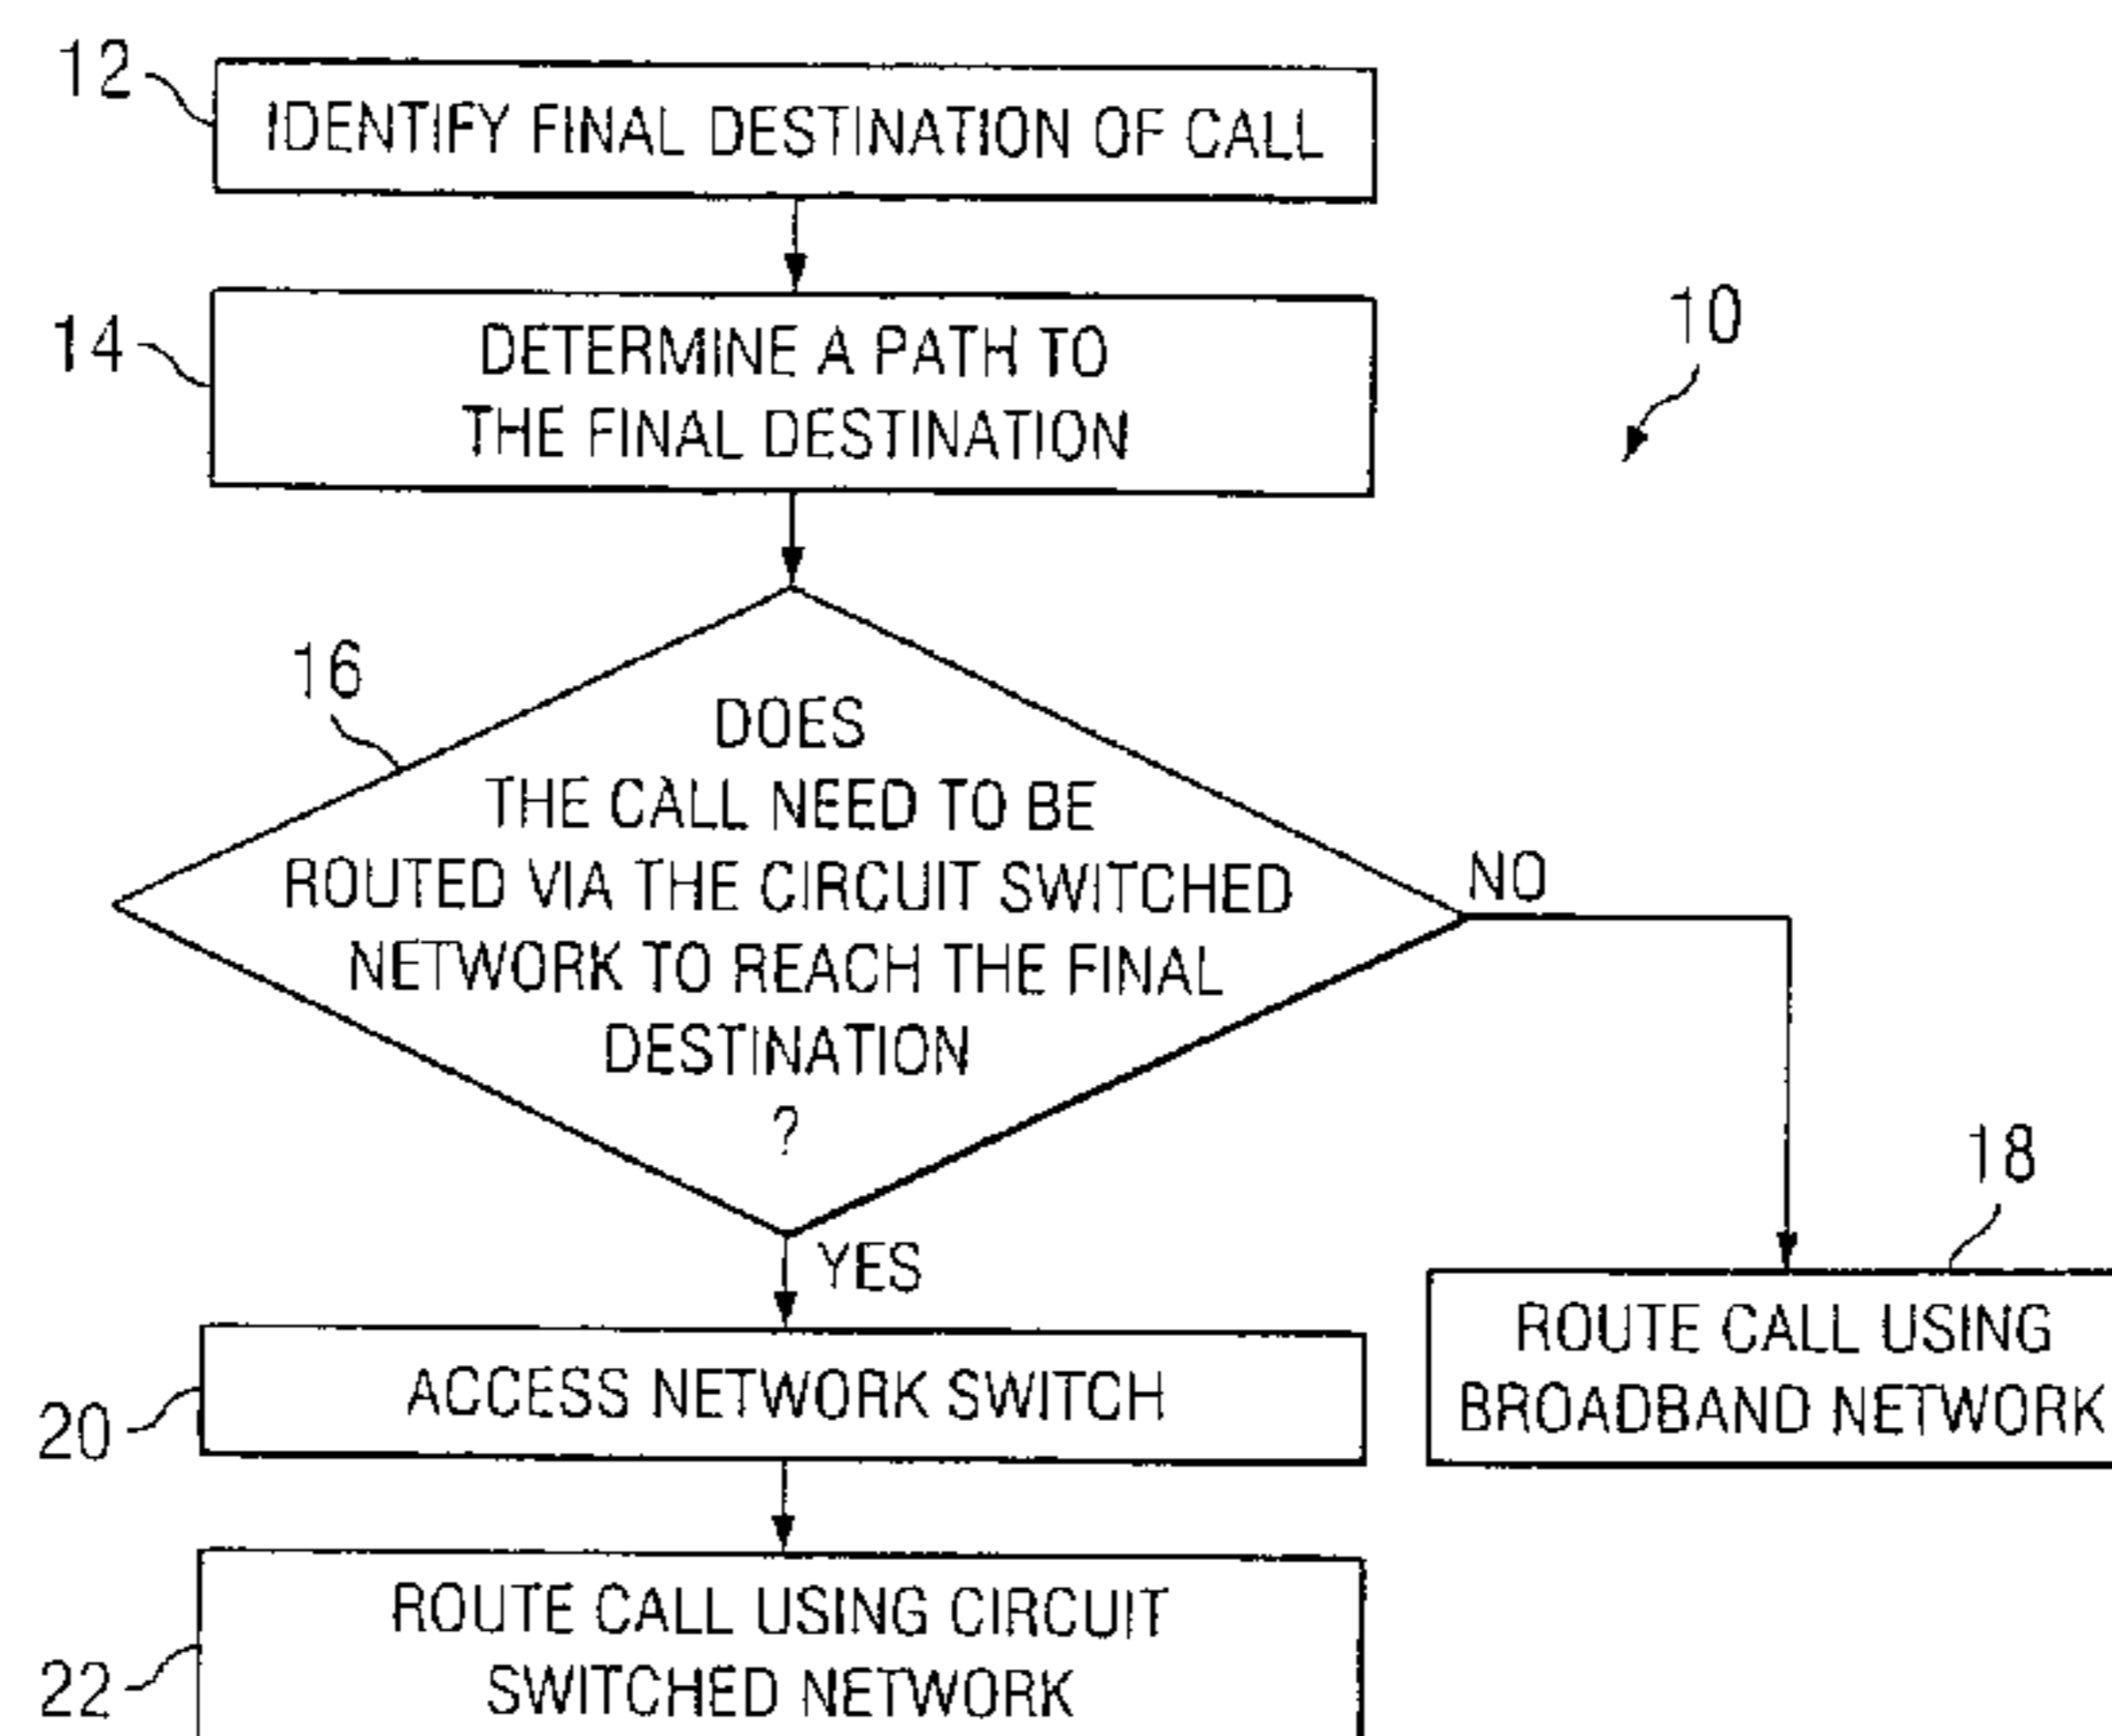 12
IDENTIFY FINAL DESTINATION OF CALL
14
DETERMINE A PATH TO
THE FINAL DESTINATION
10
16
DOES
THE CALL NEED TO BE
ROUTED VIA THE CIRCUIT SWITCHED
NETWORK TO REACH THE FINAL
DESTINATION
?
NO
YES
18
ROUTE CALL USING
BROADBAND NETWORK
20
ACCESS NETWORK SWITCH
22
ROUTE CALL USING CIRCUIT
SWITCHED NETWORK